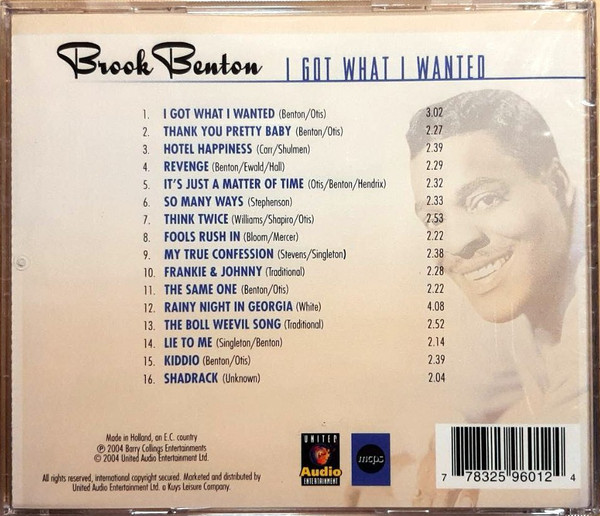 Brook Benton I GOT WHAT I WANTED
1. I GOT WHAT I WANTED (Benton/Otis) 3.02
2. THANK YOU PRETTY BABY (Benton/Otis) 2.27
3. HOTEL HAPPINESS (Carr/Shulmen) 2.39
4. REVENGE (Benton/Ewald/Hall) 2.29
5. IT'S JUST A MATTER OF TIME (Otis/Benton/Hendrix) 2.32
6. SO MANY WAYS (Stephenson) 2.33
7. THINK TWICE (Williams/Shapiro/Otis) 2.53
8. FOOLS RUSH IN (Bloom/Mercer) 2.22
9. MY TRUE CONFESSION (Stevens/Singleton) 2.38
10. FRANKIE & JOHNNY (Traditional) 2.28
11. THE SAME ONE (Benton/Otis) 2.22
12. RAINY NIGHT IN GEORGIA (White) 4.08
13. THE BOLL WEEVIL SONG (Traditional) 2.52
14. LIE TO ME (Singleton/Benton) 2.14
15. KIDDIO (Benton/Otis) 2.39
16. SHADRACK (Unknown) 2.04
Made in Holland, an E.C. country
℗ 2004 Barry Collings Entertainments
© 2004 United Audio Entertainment Ltd.
All rights reserved, international copyright secured. Marketed and distributed by
United Audio Entertainment Ltd. a Kuys Leisure Company.
UNITED
Audio
ENTERTAINMENT
mcps
7 78325 96012 4